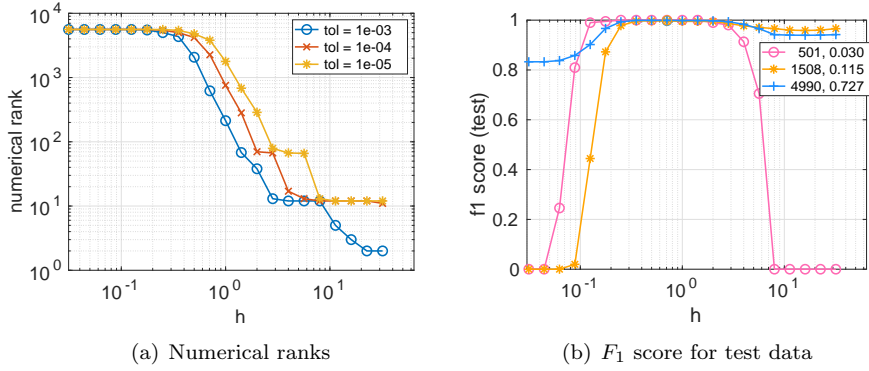 10^4
10^3
10^2
10^1
10^0
numerical rank
10^-1
10^0
10^1
h
tol = 1e-03
tol = 1e-04
tol = 1e-05
(a) Numerical ranks
1
0.8
0.6
0.4
0.2
0
f1 score (test)
10^-1
10^0
10^1
h
501, 0.030
1508, 0.115
4990, 0.727
(b) F_1 score for test data